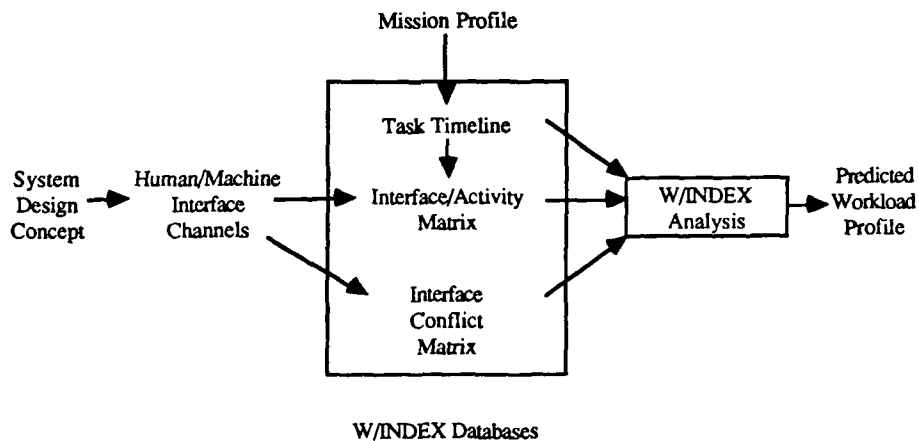 Mission Profile
Task Timeline
System
Design
Concept
Human/Machine
Interface
Channels
Interface/Activity
Matrix
Interface
Conflict
Matrix
W/INDEX
Analysis
Predicted
Workload
Profile
W/INDEX Databases